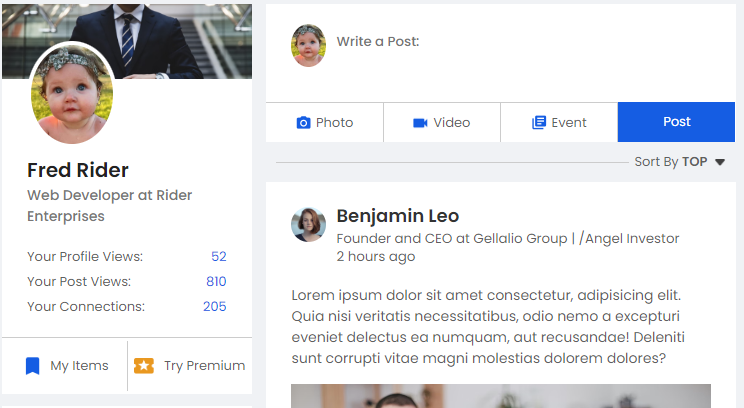 Write a Post:
Photo
Video
Event
Post
Sort By TOP
Fred Rider
Web Developer at Rider
Enterprises
Your Profile Views: 52
Your Post Views: 810
Your Connections: 205
My Items
Try Premium
Benjamin Leo
Founder and CEO at Gellalio Group | /Angel Investor
2 hours ago
Lorem ipsum dolor sit amet consectetur, adipisicing elit.
Quia nisi veritatis necessitatibus, odio nemo a excepturi
eveniet delectus ea numquam, aut recusandae! Deleniti
sunt corrupti vitae magni molestias dolorem dolores?